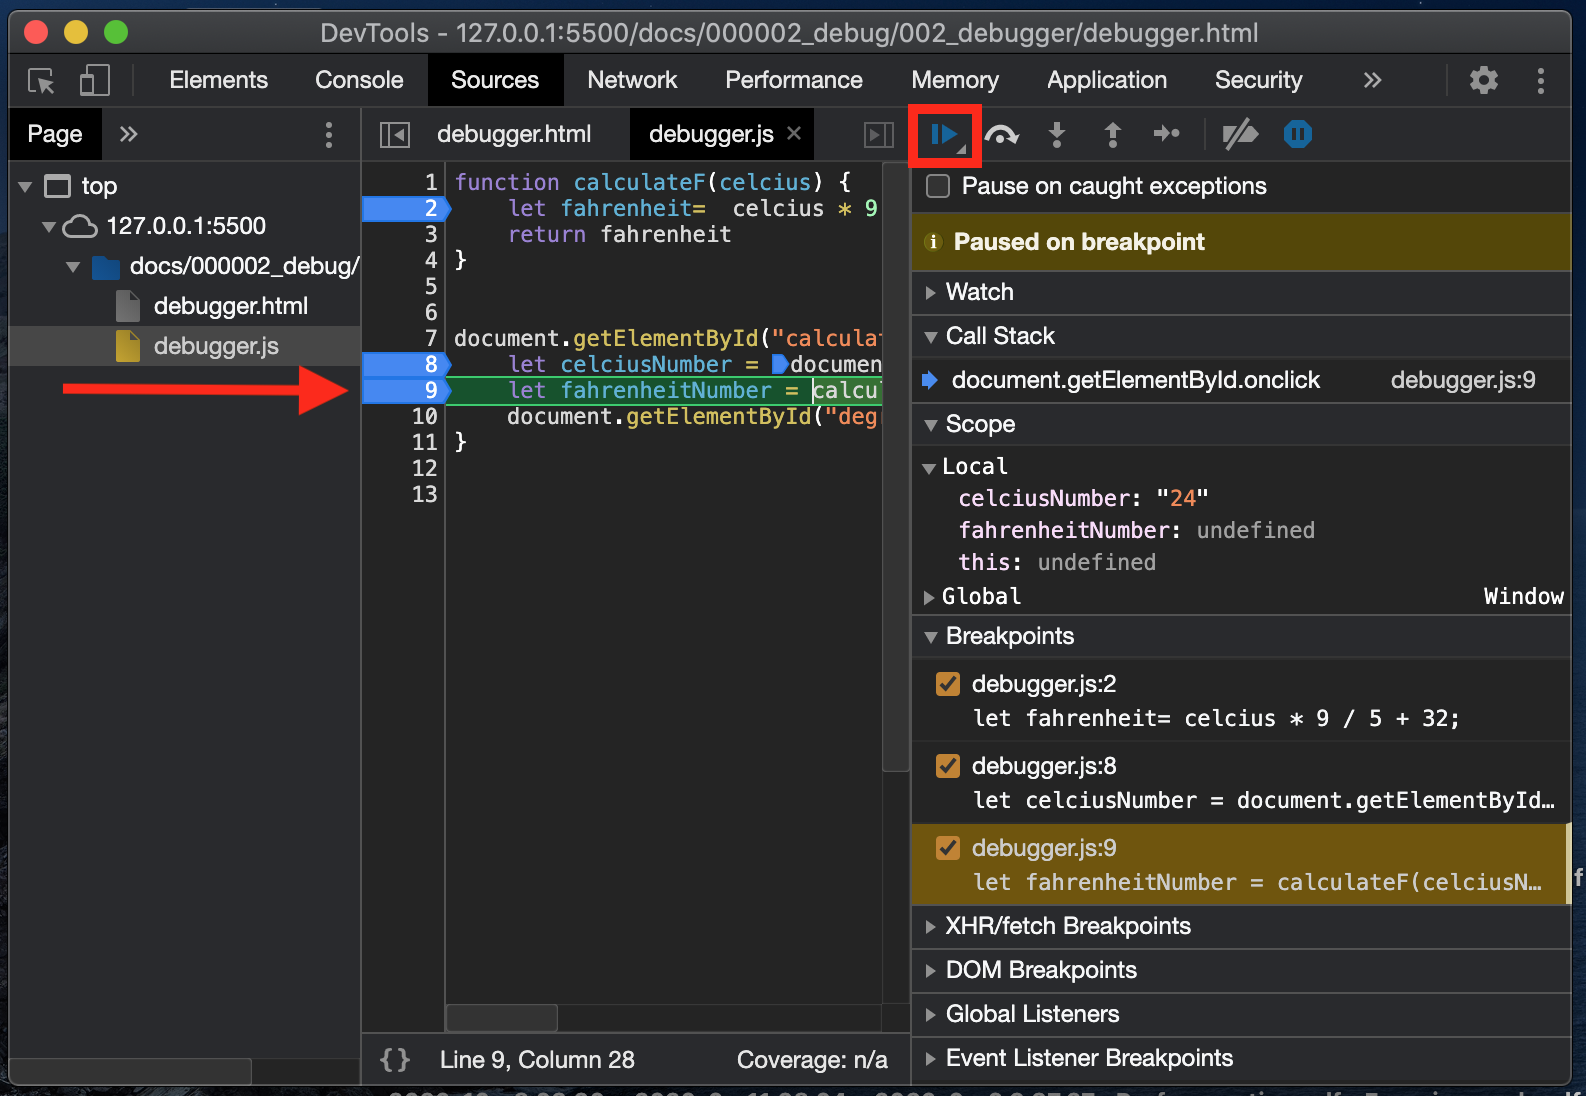 DevTools - 127.0.0.1:5500/docs/000002_debug/002_debugger/debugger.html
Elements Console Sources Network Performance Memory Application Security »
Page »
debugger.html debugger.js ×
top
127.0.0.1:5500
docs/000002_debug/
debugger.html
debugger.js
1 function calculateF(celcius) {
2 let fahrenheit=  celcius * 9
3 return fahrenheit
4 }
5
6
7 document.getElementById("calculat
8 let celciusNumber = documen
9 let fahrenheitNumber = calcu
10 document.getElementById("deg
11 }
12
13
{} Line 9, Column 28 Coverage: n/a
Pause on caught exceptions
Paused on breakpoint
Watch
Call Stack
document.getElementById.onclick debugger.js:9
Scope
Local
celciusNumber: "24"
fahrenheitNumber: undefined
this: undefined
Global Window
Breakpoints
debugger.js:2
let fahrenheit= celcius * 9 / 5 + 32;
debugger.js:8
let celciusNumber = document.getElementById…
debugger.js:9
let fahrenheitNumber = calculateF(celciusN…
XHR/fetch Breakpoints
DOM Breakpoints
Global Listeners
Event Listener Breakpoints